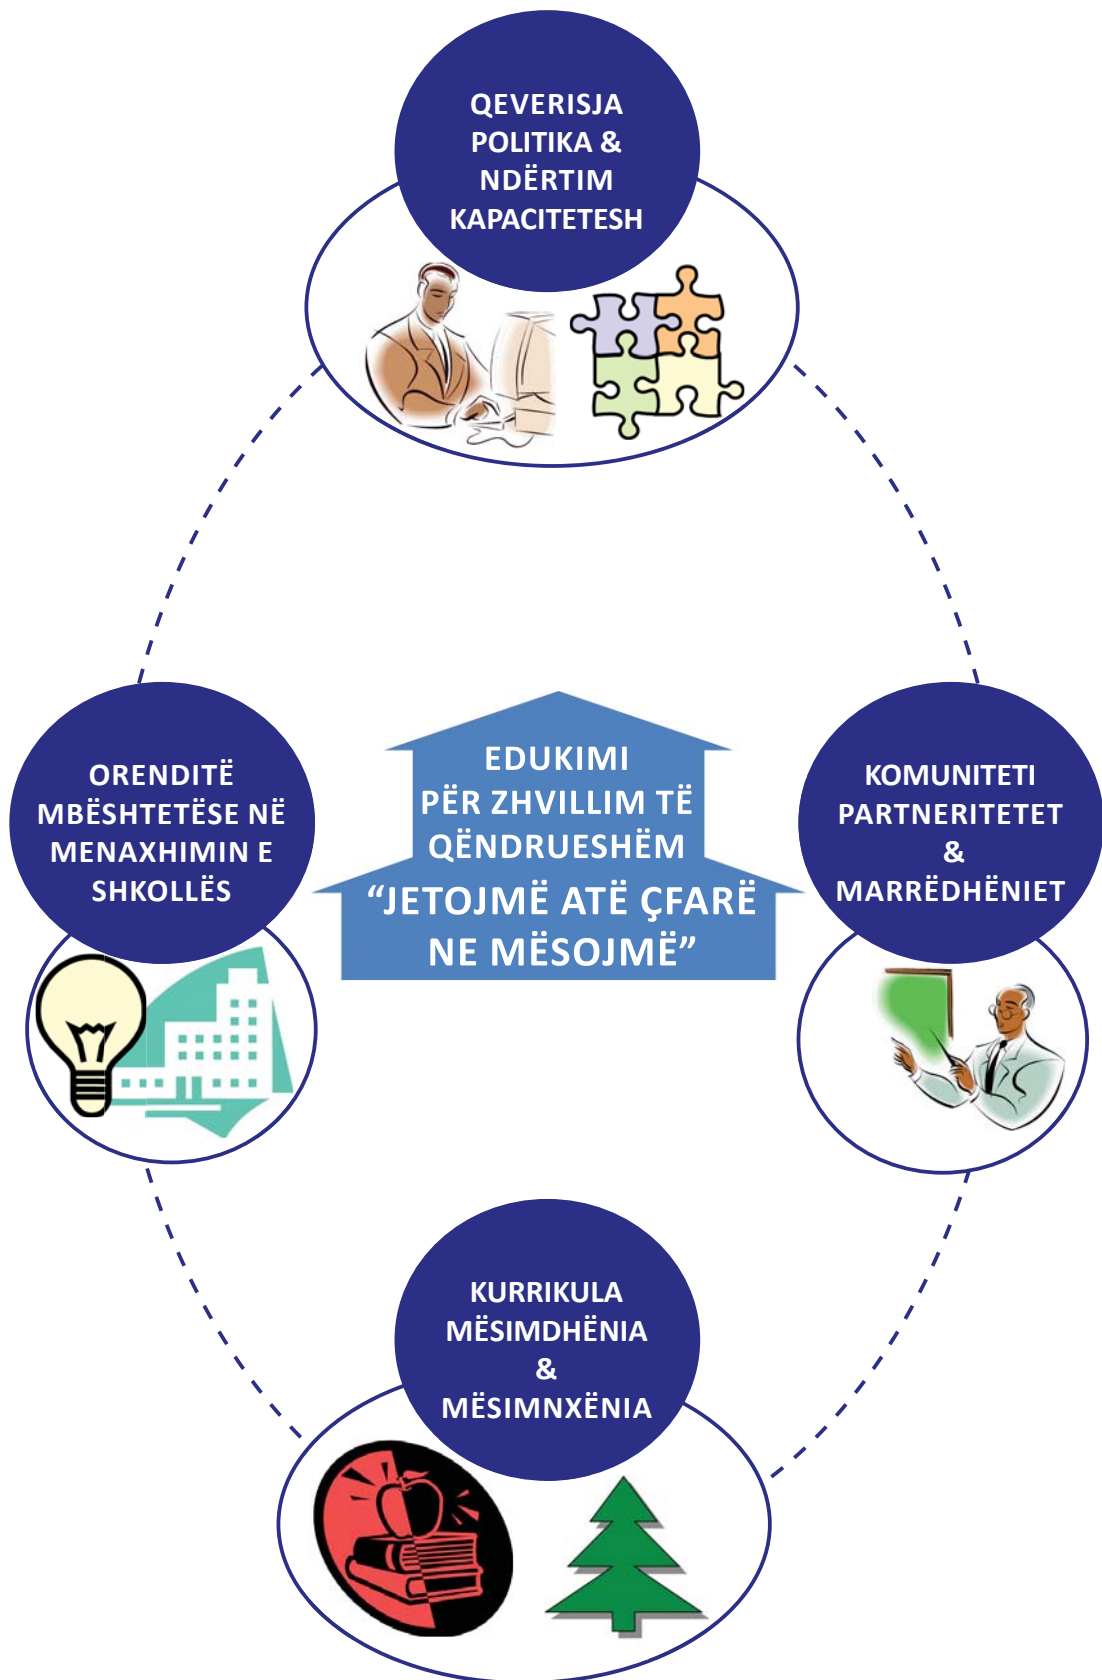 QEVERISJA
POLITIKA &
NDËRTIM
KAPACITETESH
ORENDITË
MBËSHTETËSE NË
MENAXHIMIN E
SHKOLLËS
EDUKIMI
PËR ZHVILLIM TË
QËNDRUESHËM
“JETOJMË ATË ÇFARË
NE MËSOJMË”
KOMUNITETI
PARTNERITETET
&
MARRËDHËNIET
KURRIKULA
MËSIMDHËNIA
&
MËSIMNXËNIA